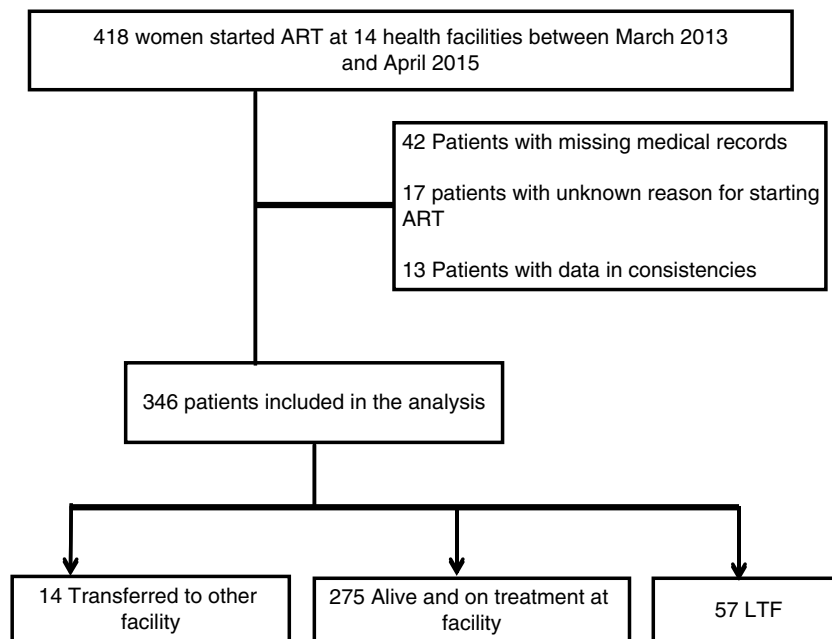 418 women started ART at 14 health facilities between March 2013
and April 2015
42 Patients with missing medical records
17 patients with unknown reason for starting
ART
13 Patients with data in consistencies
346 patients included in the analysis
14 Transferred to other
facility
275 Alive and on treatment at
facility
57 LTF